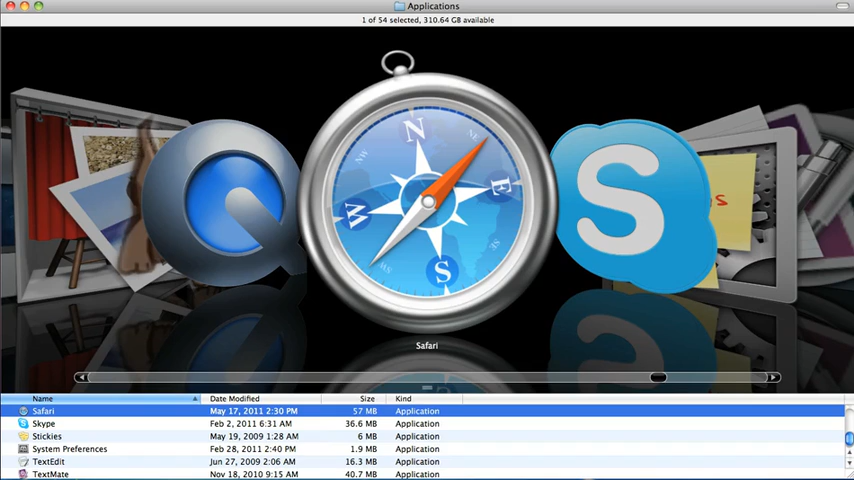 Applications
1 of 54 selected, 310.64 GB available
N
NE
NW
E
W
SE
SW
S
S
Safari
Name Date Modified Size Kind
Safari May 17, 2011 2:30 PM 57 MB Application
Skype Feb 2, 2011 6:31 AM 36.6 MB Application
Stickies May 19, 2009 1:28 AM 6 MB Application
System Preferences Feb 28, 2011 2:40 PM 1.9 MB Application
TextEdit Jun 27, 2009 2:06 AM 16.3 MB Application
TextMate Nov 18, 2010 9:15 AM 40.7 MB Application